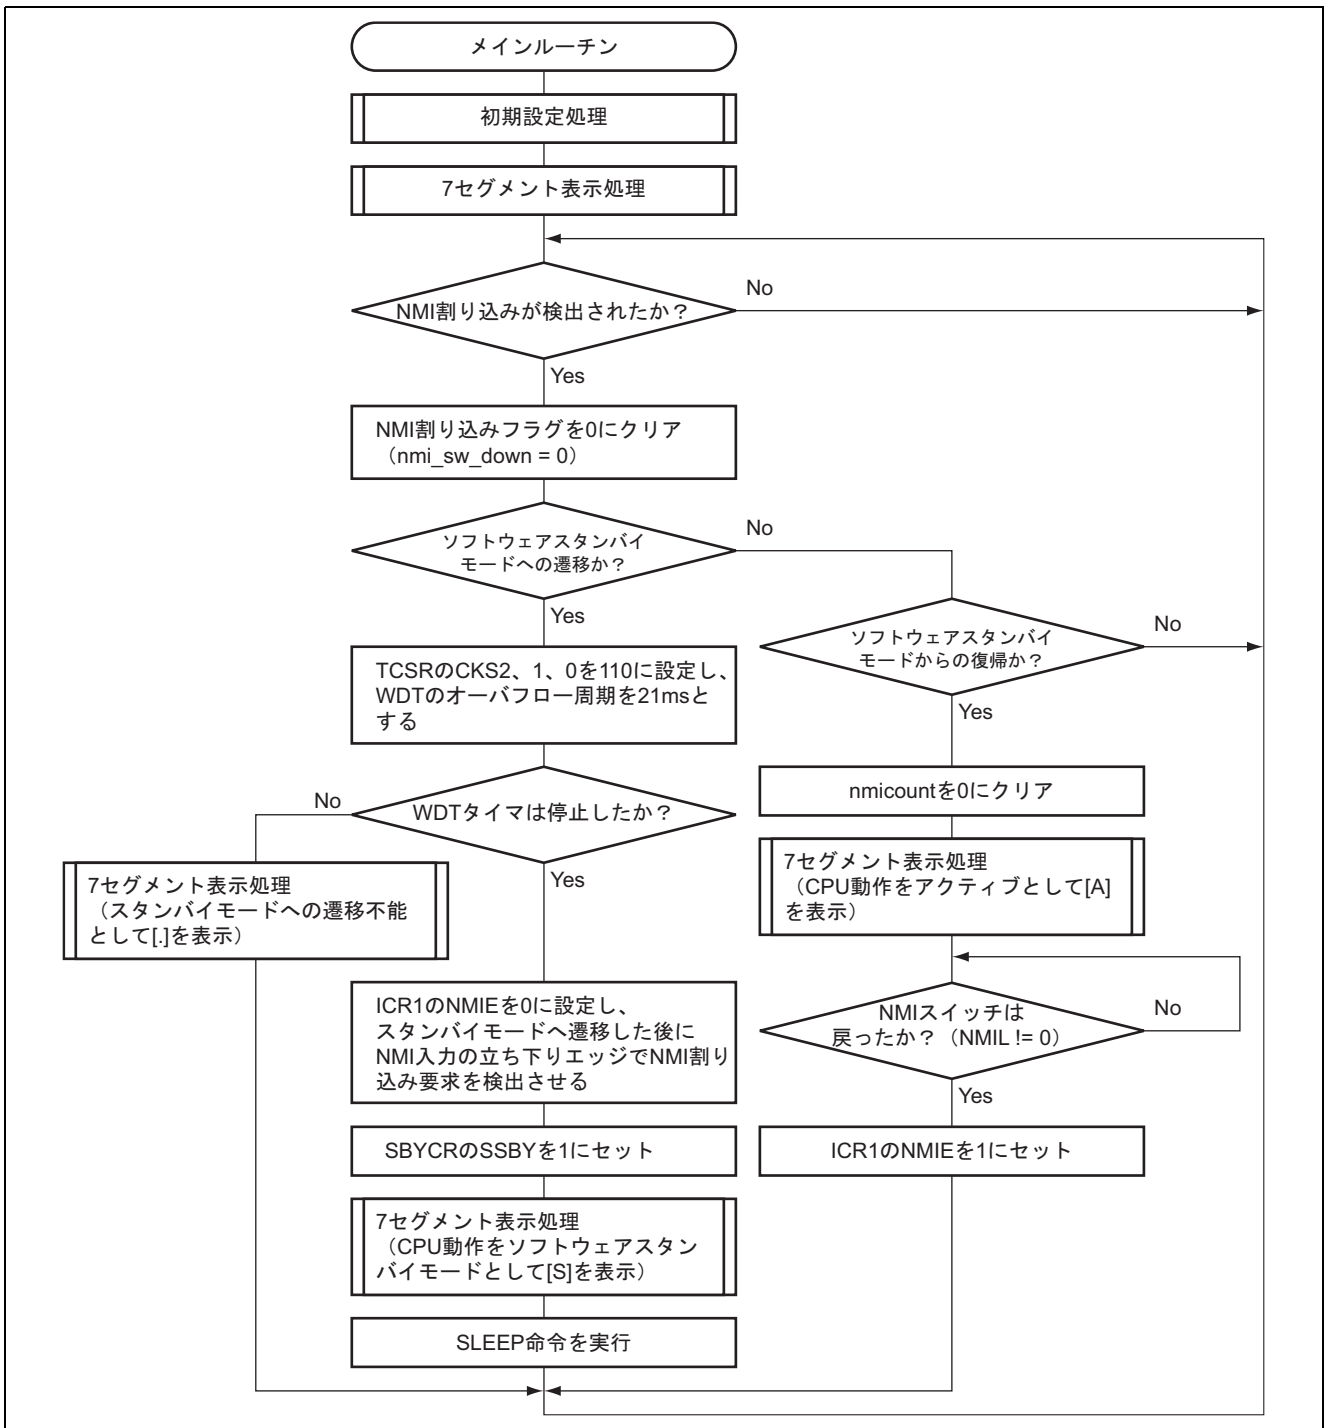 メインルーチン
初期設定処理
7セグメント表示処理
NMI割り込みが検出されたか？
No
Yes
NMI割り込みフラグを0にクリア
（nmi_sw_down = 0）
ソフトウェアスタンバイ
モードへの遷移か？
No
Yes
TCSRのCKS2、1、0を110に設定し、
WDTのオーバフロー周期を21msと
する
WDTタイマは停止したか？
No
Yes
7セグメント表示処理
（スタンバイモードへの遷移不能
として[.]を表示）
ICR1のNMIEを0に設定し、
スタンバイモードへ遷移した後に
NMI入力の立ち下りエッジでNMI割り
込み要求を検出させる
SBYCRのSSBYを1にセット
7セグメント表示処理
（CPU動作をソフトウェアスタン
バイモードとして[S]を表示）
SLEEP命令を実行
ソフトウェアスタンバイ
モードからの復帰か？
No
Yes
nmicountを0にクリア
7セグメント表示処理
（CPU動作をアクティブとして[A]
を表示）
NMIスイッチは
戻ったか？（NMIL != 0）
No
Yes
ICR1のNMIEを1にセット